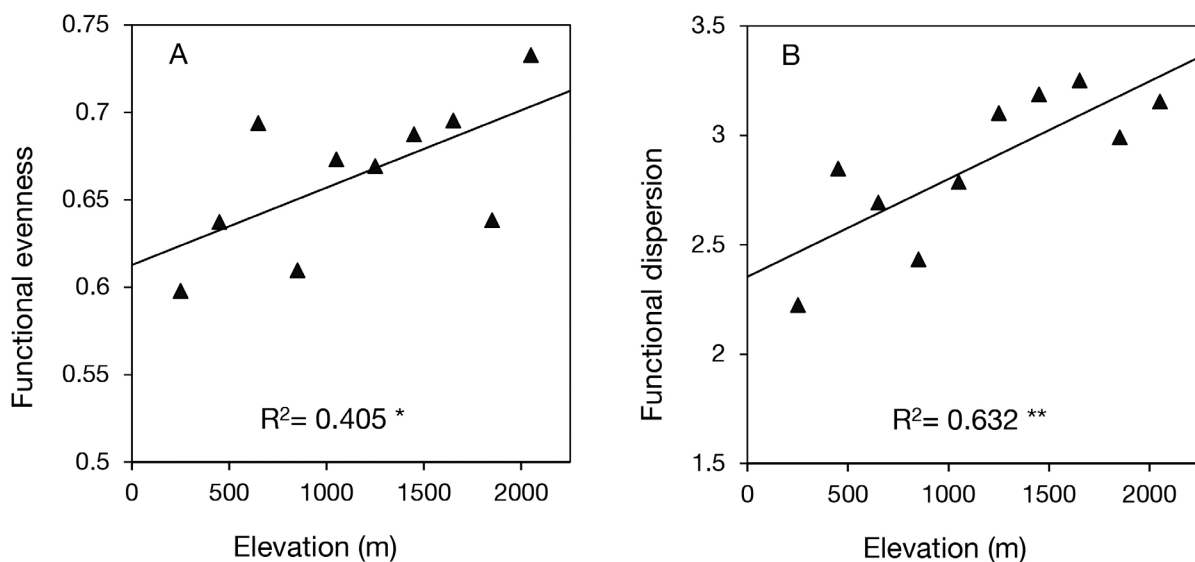 A
0.75
0.7
0.65
0.6
0.55
0.5
Functional evenness
R²= 0.405 *
0 500 1000 1500 2000
Elevation (m)
B
3.5
3
2.5
2
1.5
Functional dispersion
R²= 0.632 **
0 500 1000 1500 2000
Elevation (m)